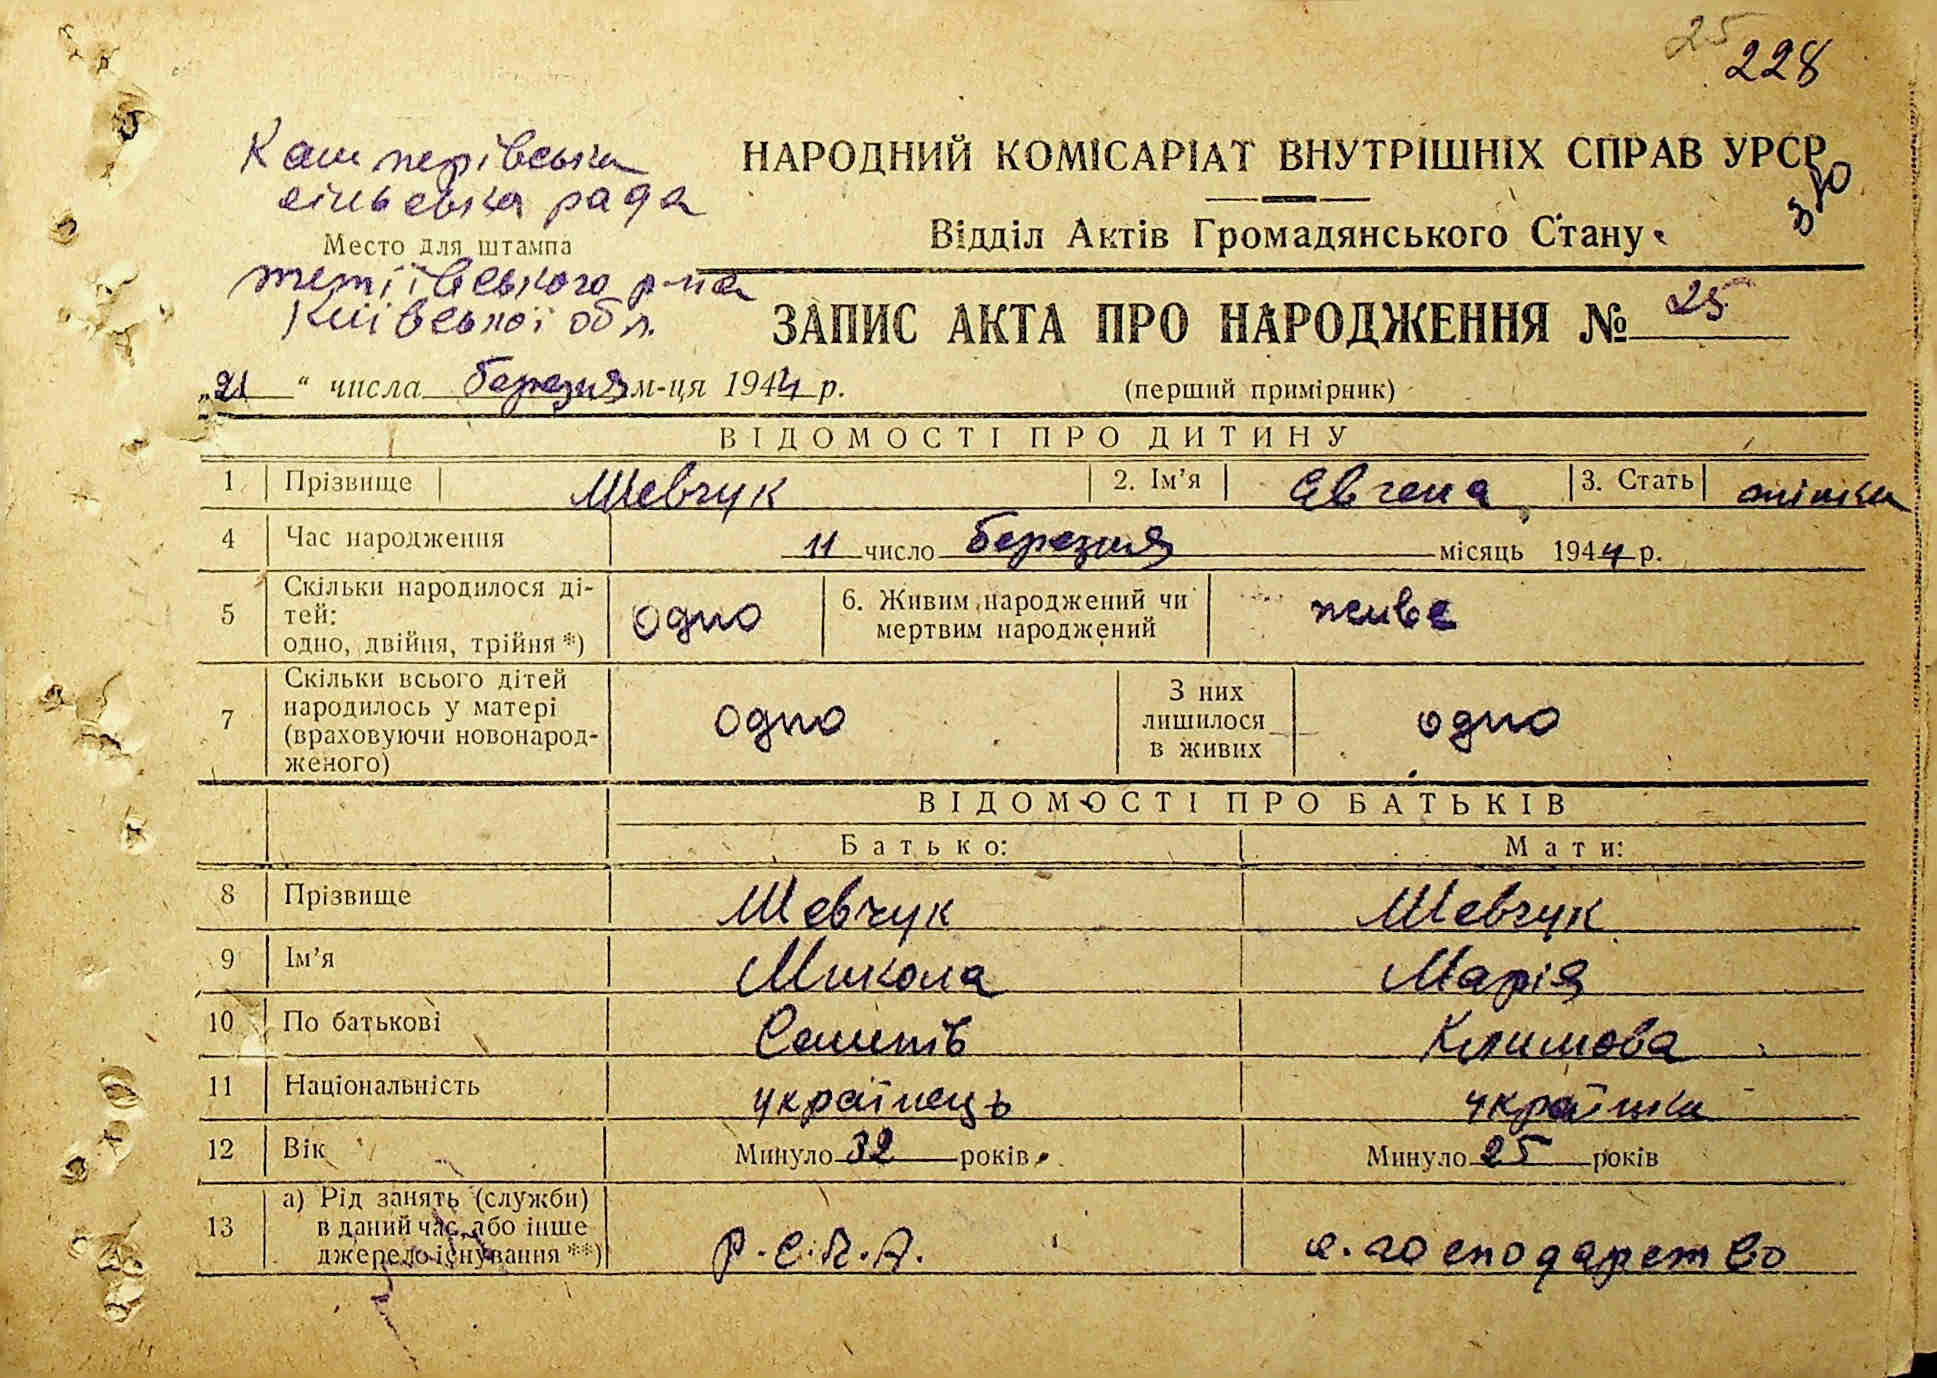 25
228
Кашперівська
сільська рада
Место для штампа
тетіївського р-на
Київської обл.
НАРОДНИЙ КОМІСАРІАТ ВНУТРІШНІХ СПРАВ УРСР
Відділ Актів Громадянського Стану
ЗАПИС АКТА ПРО НАРОДЖЕННЯ № 25
„21“ числа березня м-ця 1944 р. (перший примірник)
ВІДОМОСТІ ПРО ДИТИНУ
1 Прізвище Шевчук 2. Ім'я Євгена 3. Стать
4 Час народження 11 число березня місяць 1944 р.
5 Скільки народилося ді-
тей:
одно, двійня, трійня *) одно
6. Живим народжений чи
мертвим народжений живе
7 Скільки всього дітей
народилось у матері
(враховуючи новонарод-
женого) одно
З них
лишилося
в живих одно
ВІДОМОСТІ ПРО БАТЬКІВ
Батько: Мати:
8 Прізвище Шевчук Шевчук
9 Ім'я Микола Марія
10 По батькові Климова
11 Національність українець українка
12 Вік Минуло 32 років Минуло 25 років
13 а) Рід занять (служби)
в даний час, або інше
джерело існування **) с. господарство